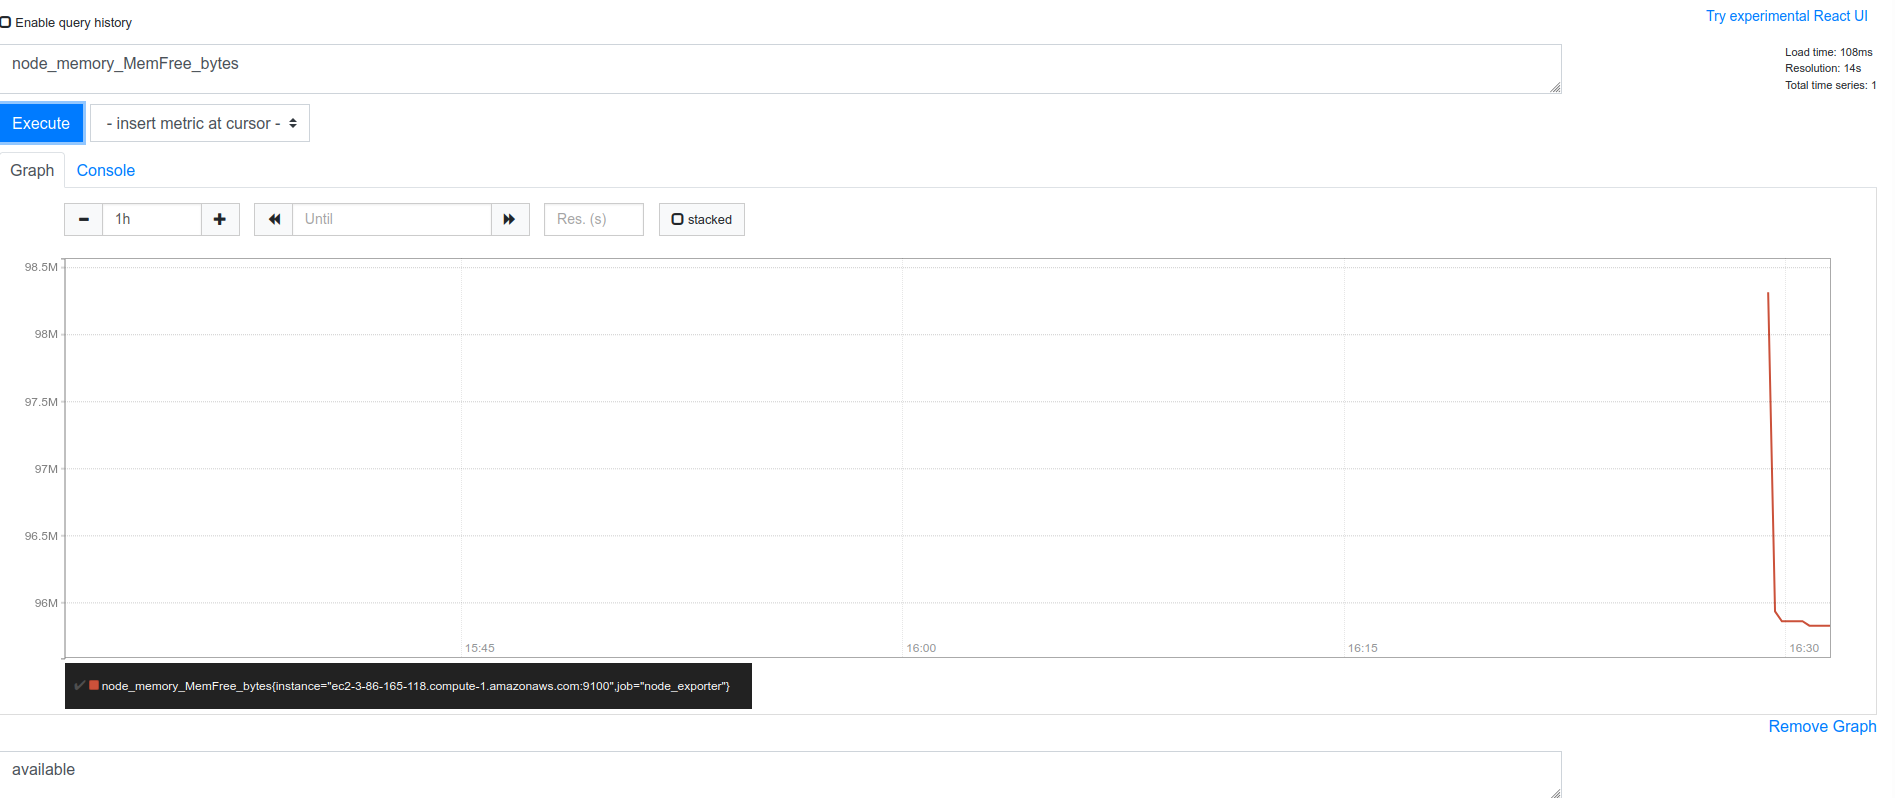 Enable query history
Try experimental React UI
node_memory_MemFree_bytes
Load time: 108ms
Resolution: 14s
Total time series: 1
Execute
- insert metric at cursor -
Graph
Console
1h
Until
Res. (s)
stacked
98.5M
98M
97.5M
97M
96.5M
96M
15:45
16:00
16:15
16:30
node_memory_MemFree_bytes{instance="ec2-3-86-165-118.compute-1.amazonaws.com:9100",job="node_exporter"}
Remove Graph
available